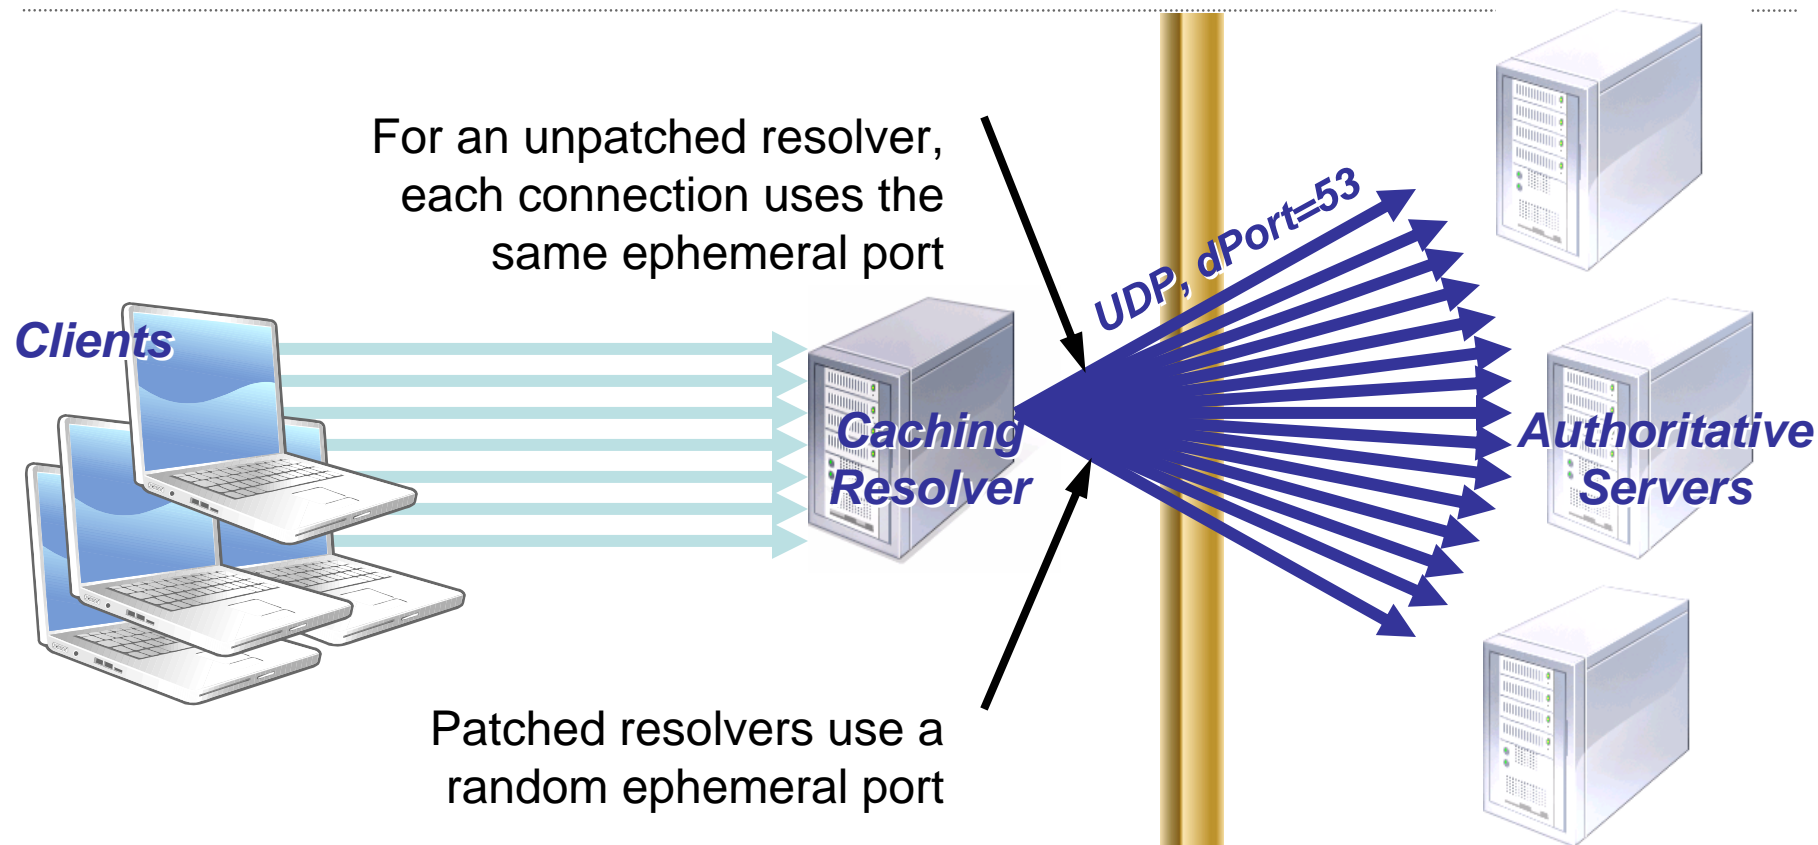 For an unpatched resolver,
each connection uses the
same ephemeral port
UDP, dPort=53
Clients
Caching
Resolver
Authoritative
Servers
Patched resolvers use a
random ephemeral port